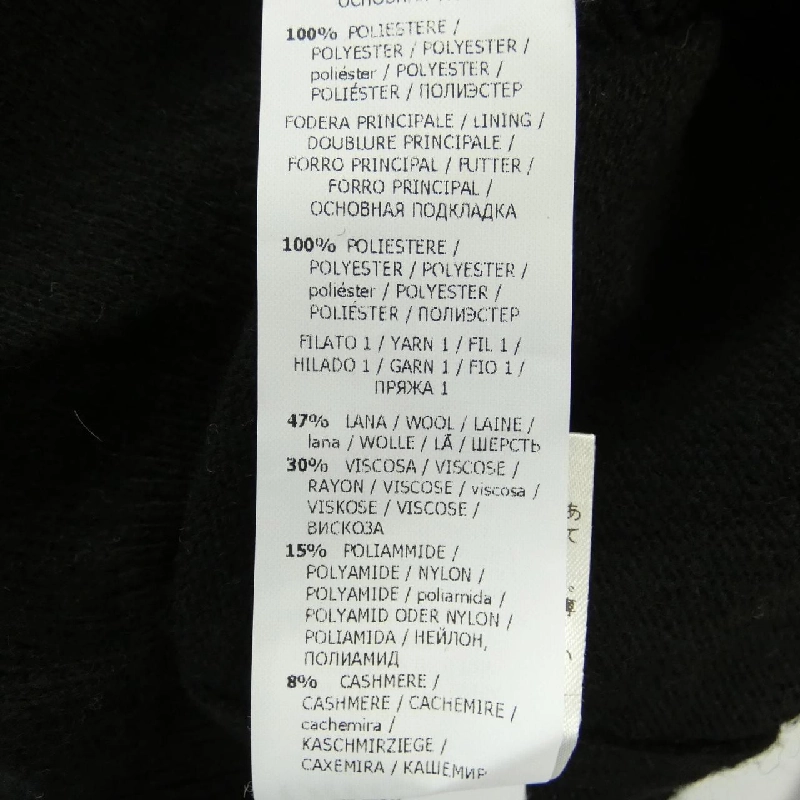 ОСНОВНАЯ
100% POLIESTERE /
POLYESTER / POLYESTER /
poliéster / POLYESTER /
POLIÉSTER / ПОЛИЭСТЕР
FODERA PRINCIPALE / LINING /
DOUBLURE PRINCIPALE /
FORRO PRINCIPAL / FUTTER /
FORRO PRINCIPAL /
ОСНОВНАЯ ПОДКЛАДКА
100% POLIESTERE /
POLYESTER / POLYESTER /
poliéster / POLYESTER /
POLIÉSTER / ПОЛИЭСТЕР
FILATO 1 / YARN 1 / FIL 1 /
HILADO 1 / GARN 1 / FIO 1 /
ПРЯЖА 1
47% LANA / WOOL / LAINE /
lana / WOLLE / LÃ / ШЕРСТЬ
30% VISCOSA / VISCOSE /
RAYON / VISCOSE / viscosa /
VISKOSE / VISCOSE /
ВИСКОЗА
15% POLIAMMIDE /
POLYAMIDE / NYLON /
POLYAMIDE / poliamida /
POLYAMID ODER NYLON /
POLIAMIDA / НЕЙЛОН,
ПОЛИАМИД
8% CASHMERE /
CASHMERE / CACHEMIRE /
cachemira /
KASCHMIRZIEGE /
CAXEMIRA / КАШЕМИР
あ
て
。